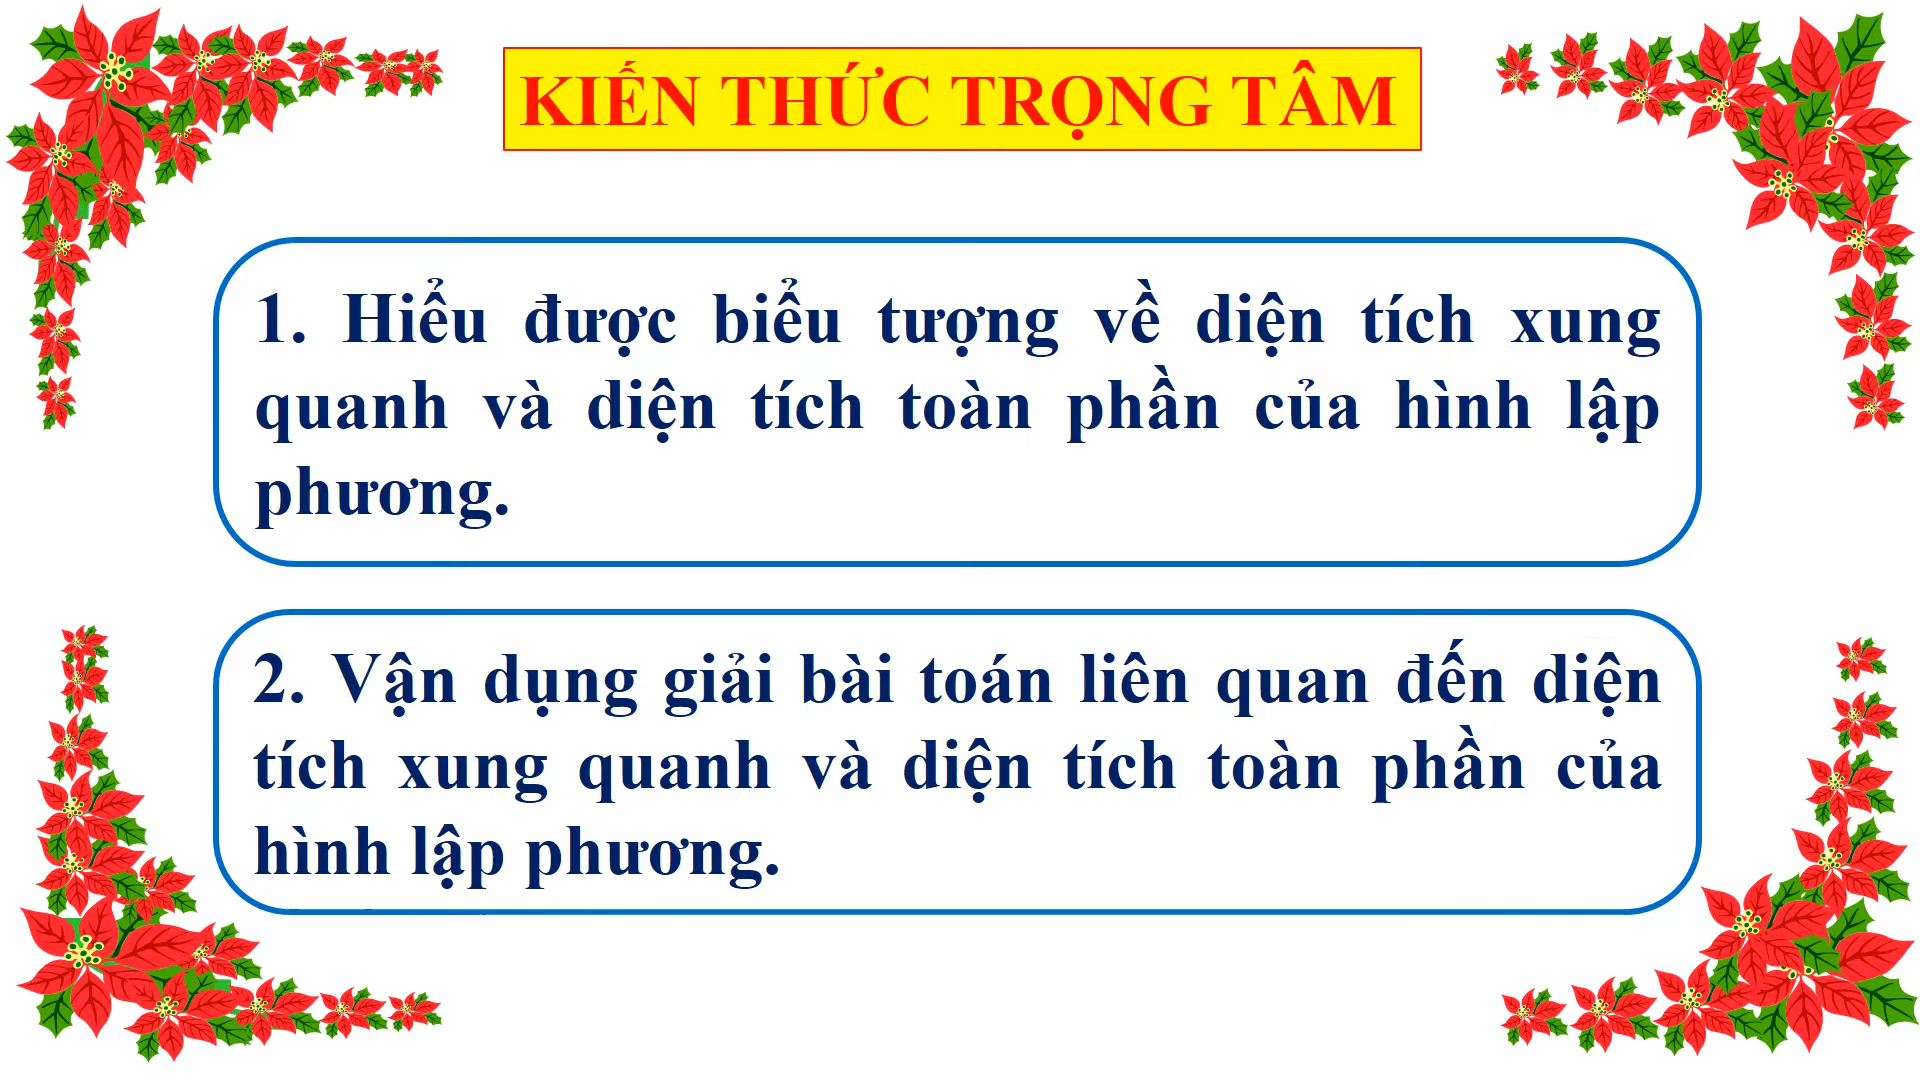 KIẾN THỨC TRỌNG TÂM
1. Hiểu được biểu tượng về diện tích xung
quanh và diện tích toàn phần của hình lập
phương.
2. Vận dụng giải bài toán liên quan đến diện
tích xung quanh và diện tích toàn phần của
hình lập phương.